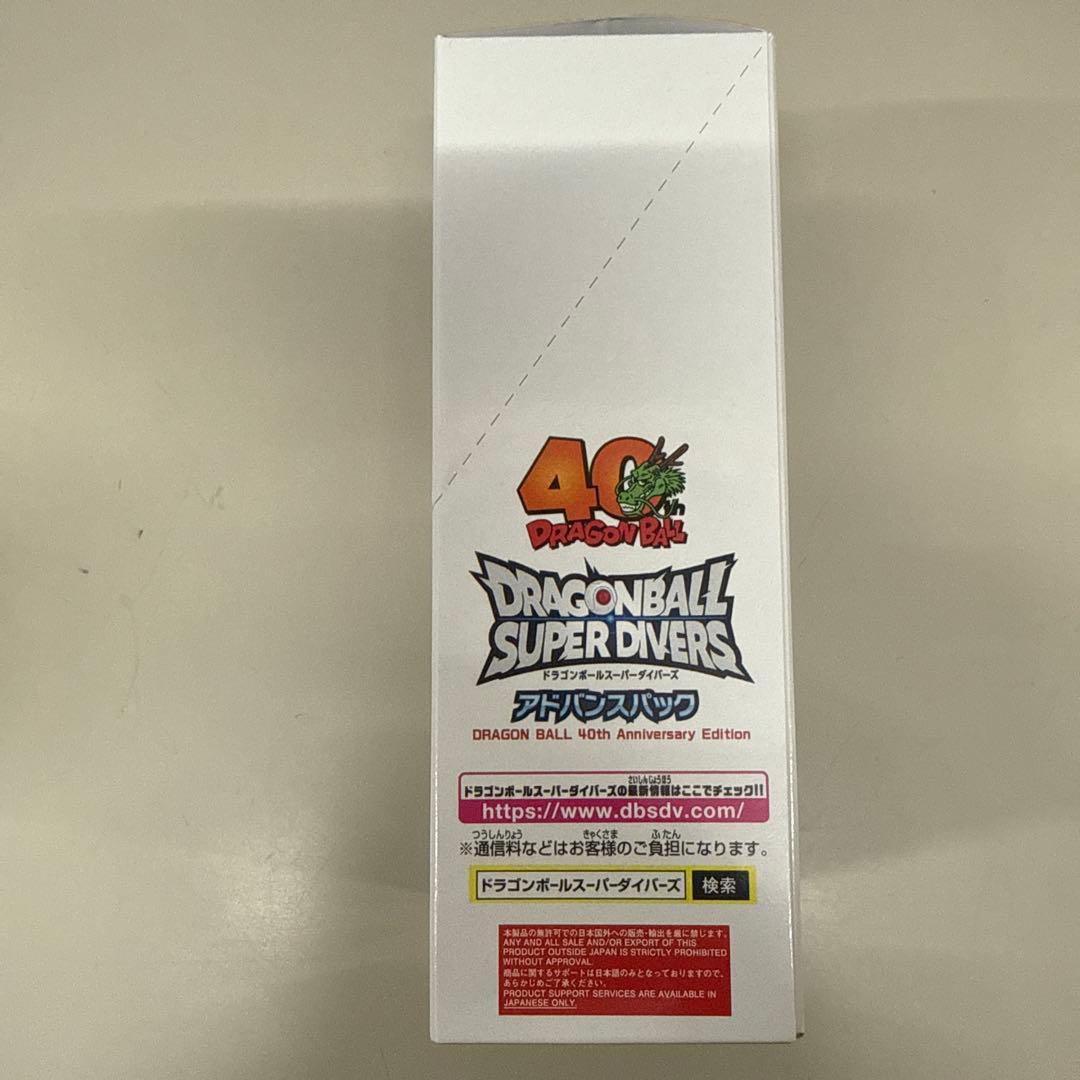 40th
DRAGON BALL
DRAGONBALL
SUPER DIVERS
ドラゴンボールスーパーダイバーズ
アドバンスパック
DRAGON BALL 40th Anniversary Edition
さいしんじょうほう
ドラゴンボールスーパーダイバーズの最新情報はここでチェック!!
https://www.dbsdv.com/
つうしんりょう きゃくさま ふたん
※通信料などはお客様のご負担になります。
ドラゴンボールスーパーダイバーズ 検索
本製品の無許可での日本国外への販売・輸出を厳に禁じます。
ANY AND ALL SALE AND/OR EXPORT OF THIS
PRODUCT OUTSIDE JAPAN IS STRICTLY PROHIBITED
WITHOUT APPROVAL.
商品に関するサポートは日本語のみとなっておりますので、
あらかじめご了承ください。
PRODUCT SUPPORT SERVICES ARE AVAILABLE IN
JAPANESE ONLY.